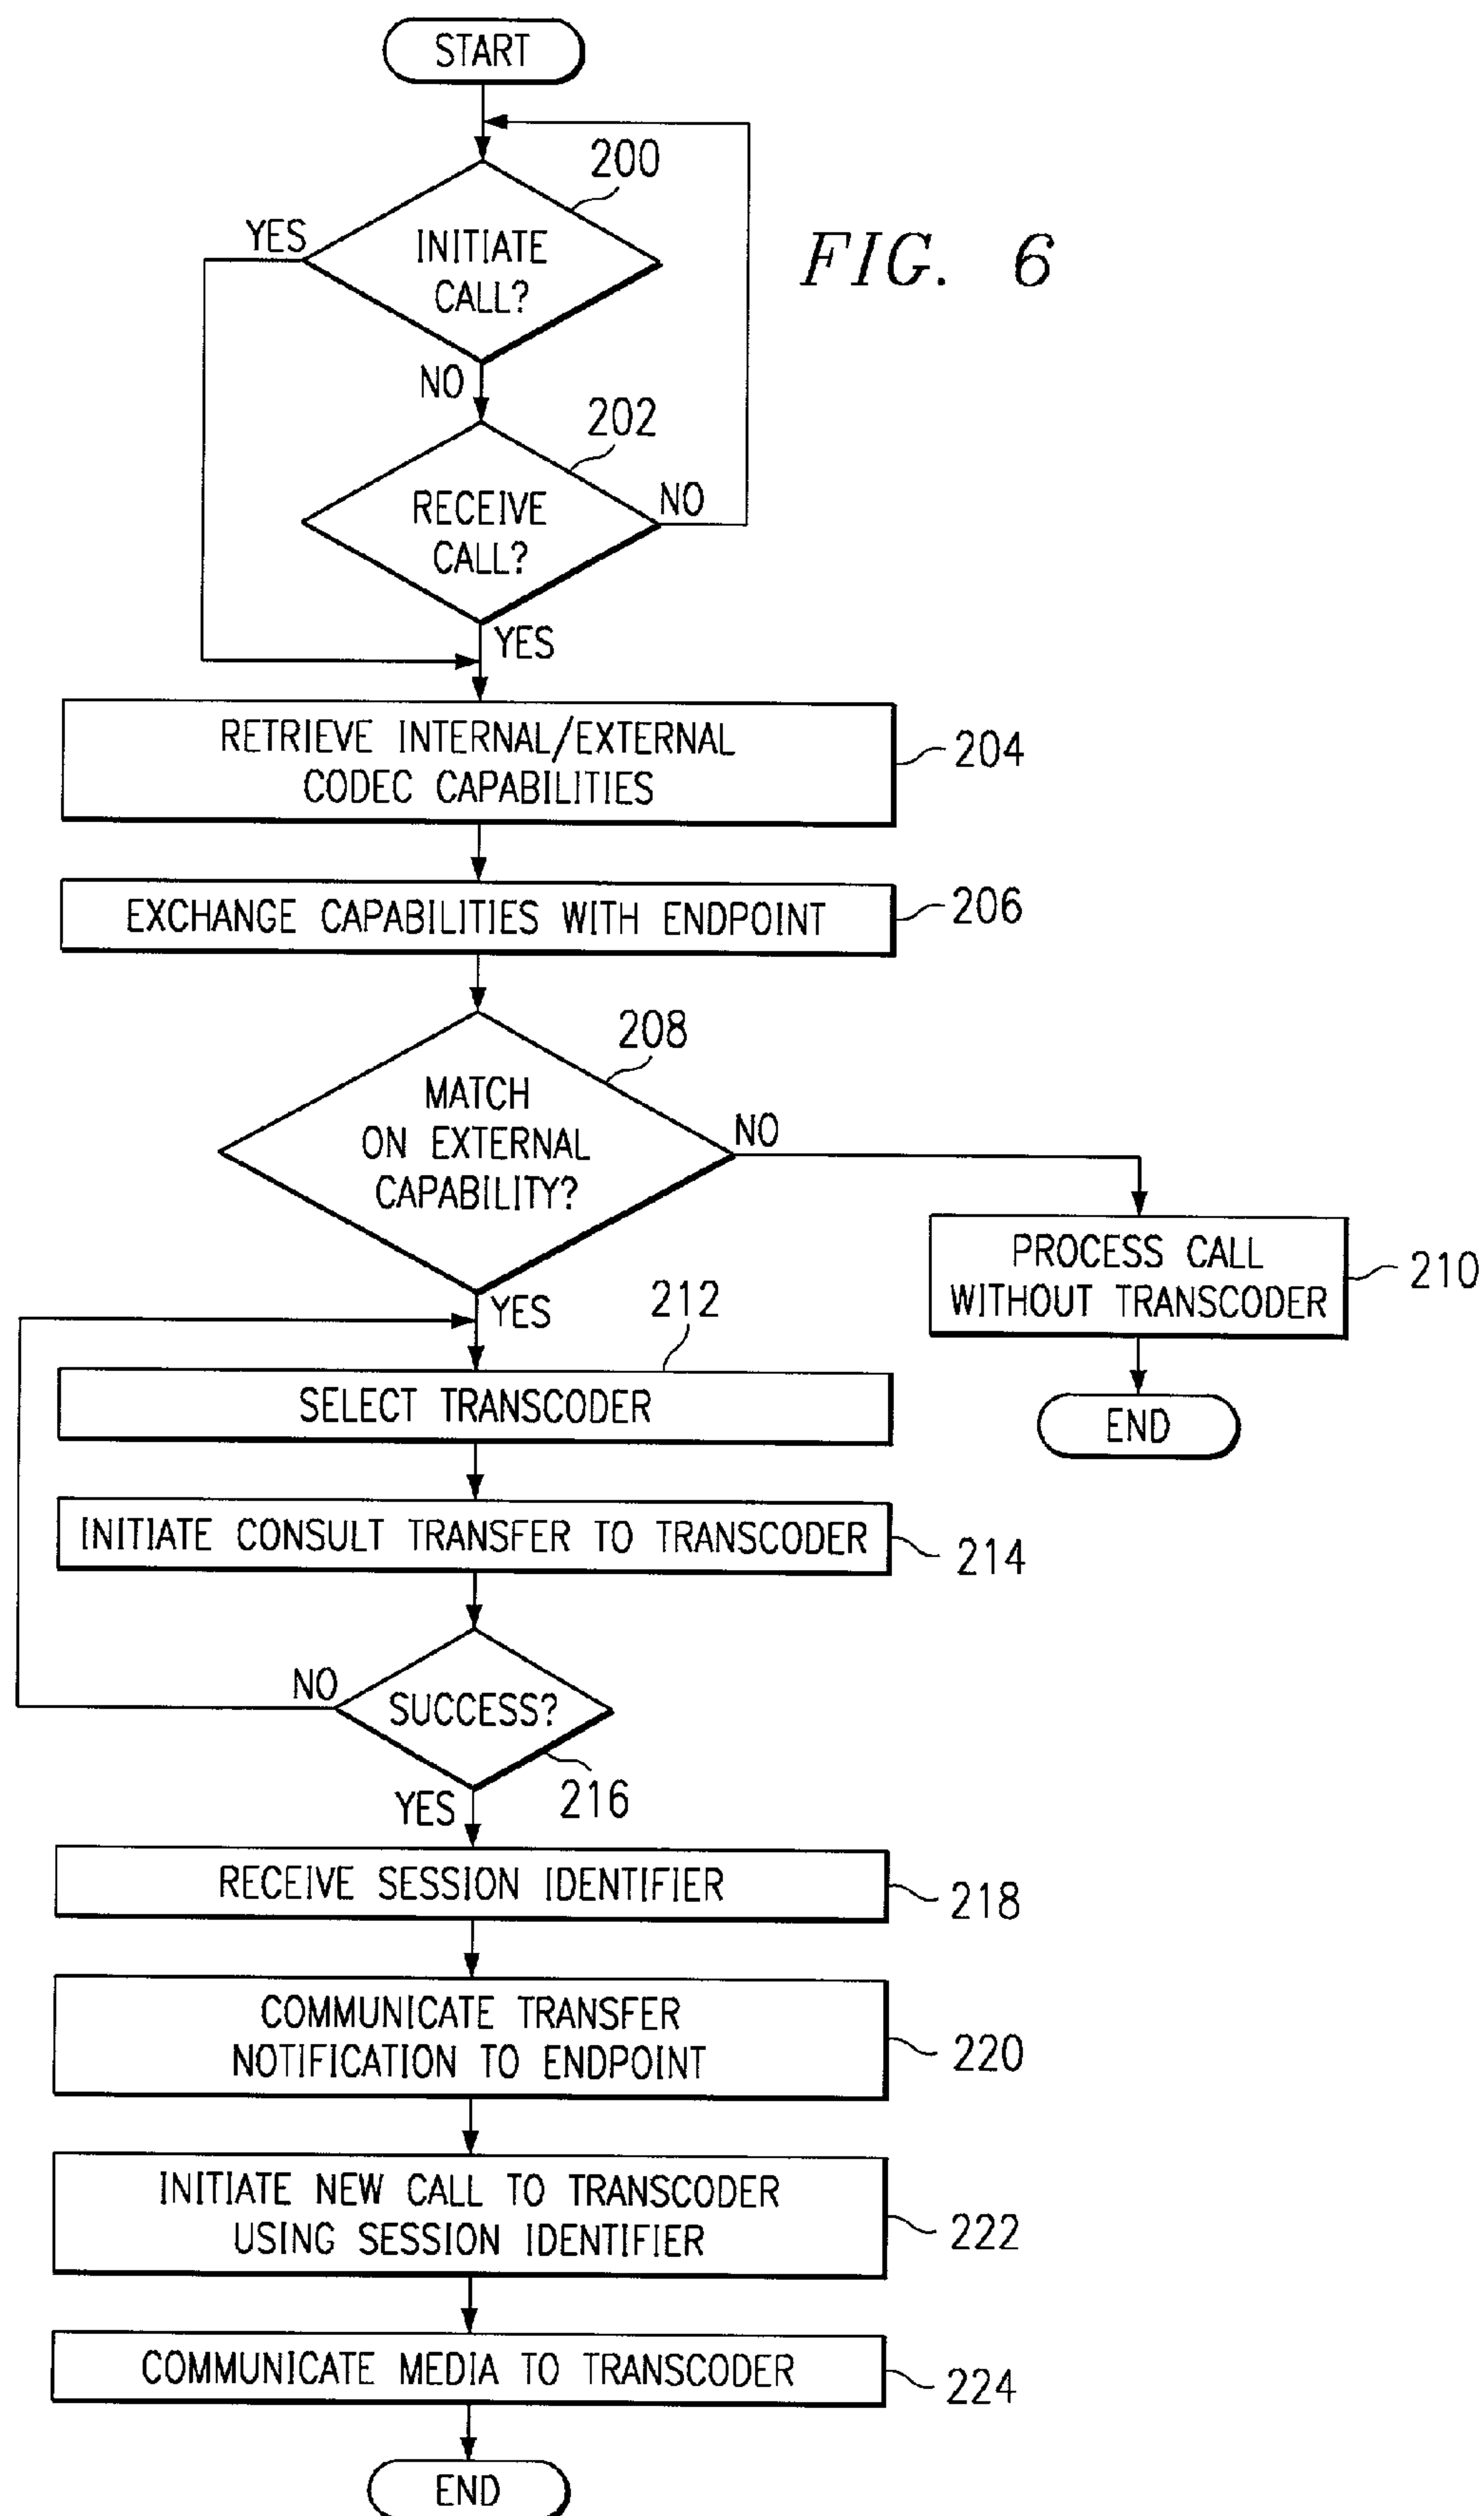 START
200
YES
INITIATE
CALL?
FIG. 6
NO
202
RECEIVE
CALL?
NO
YES
RETRIEVE INTERNAL/EXTERNAL
CODEC CAPABILITIES
204
EXCHANGE CAPABILITIES WITH ENDPOINT
206
208
MATCH
ON EXTERNAL
CAPABILITY?
NO
PROCESS CALL
WITHOUT TRANSCODER
210
END
YES
212
SELECT TRANSCODER
INITIATE CONSULT TRANSFER TO TRANSCODER
214
NO
SUCCESS?
216
YES
RECEIVE SESSION IDENTIFIER
218
COMMUNICATE TRANSFER
NOTIFICATION TO ENDPOINT
220
INITIATE NEW CALL TO TRANSCODER
USING SESSION IDENTIFIER
222
COMMUNICATE MEDIA TO TRANSCODER
224
END